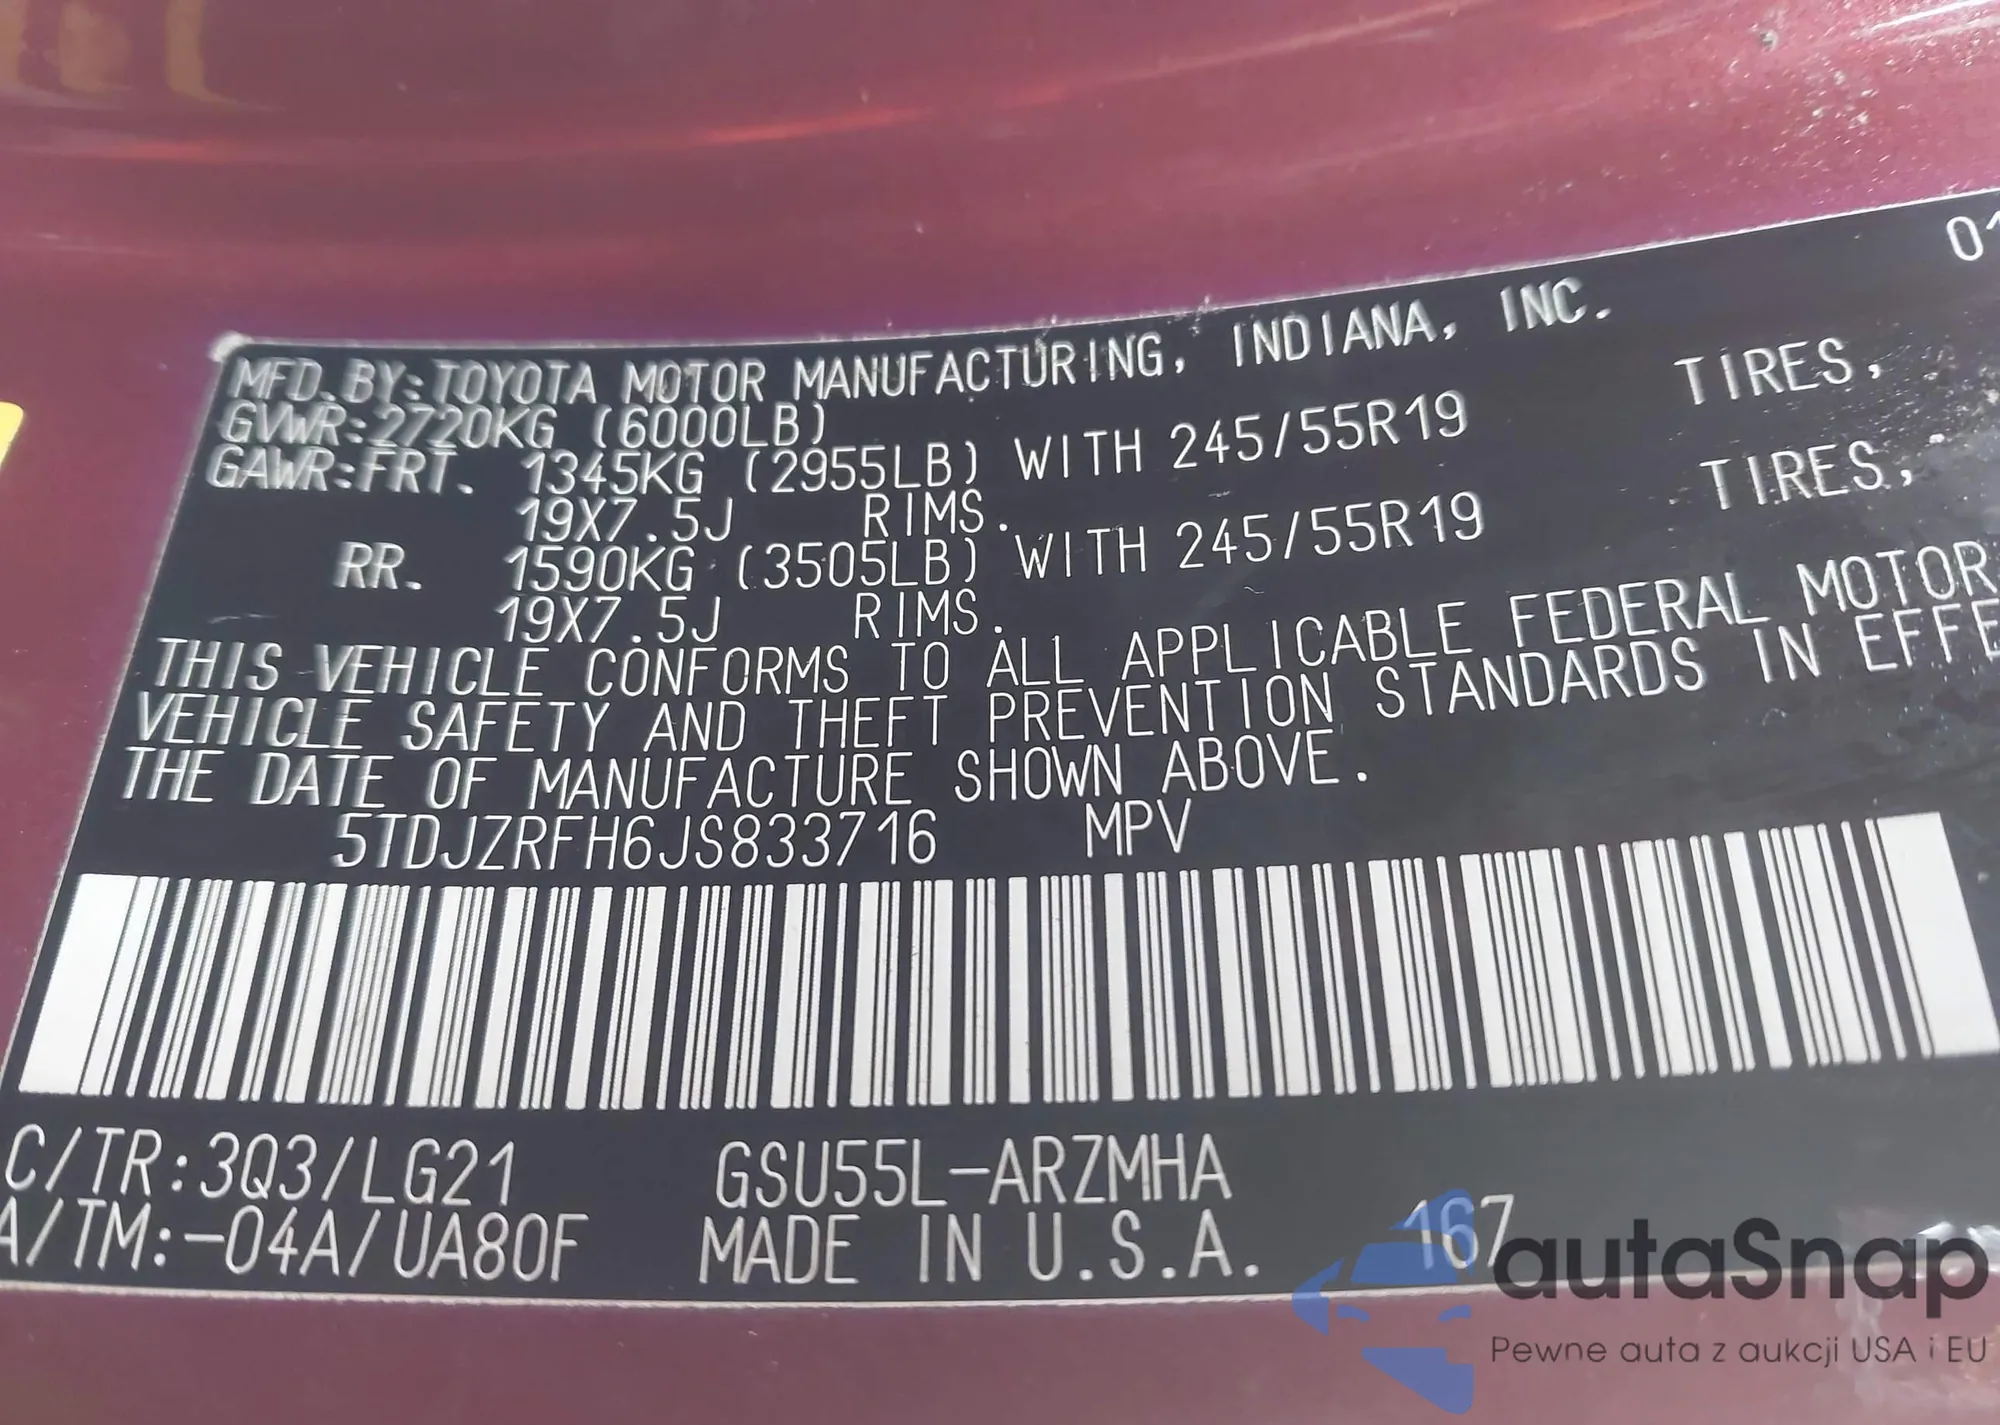 01
MFD.BY:TOYOTA MOTOR MANUFACTURING, INDIANA, INC.
GVWR:2720KG (6000LB)
GAWR:FRT. 1345KG (2955LB) WITH 245/55R19 TIRES,
19X7.5J RIMS.
RR. 1590KG (3505LB) WITH 245/55R19 TIRES,
19X7.5J RIMS.
THIS VEHICLE CONFORMS TO ALL APPLICABLE FEDERAL MOTOR
VEHICLE SAFETY AND THEFT PREVENTION STANDARDS IN EFFE
THE DATE OF MANUFACTURE SHOWN ABOVE.
5TDJZRFH6JS833716 MPV
C/TR:3Q3/LG21 GSU55L-ARZMHA
A/TM:-04A/UA80F MADE IN U.S.A. 167
autaSnap
Pewne auta z aukcji USA i EU